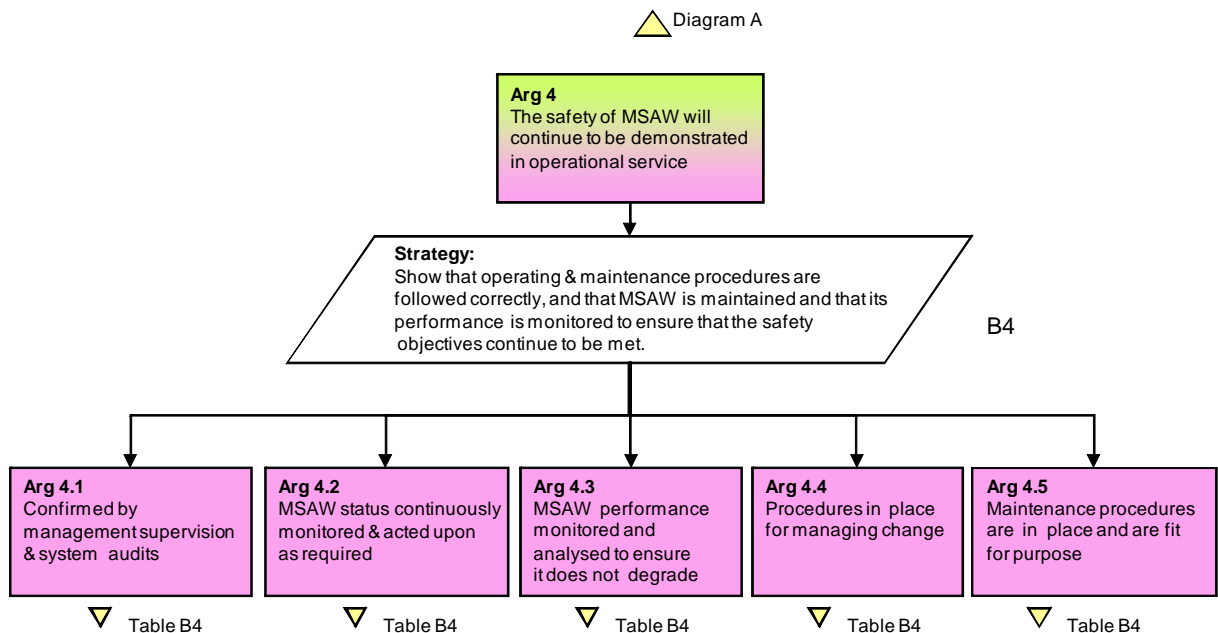 Diagram A
Arg 4
The safety of MSAW will
continue to be demonstrated
in operational service
Strategy:
Show that operating & maintenance procedures are
followed correctly, and that MSAW is maintained and that its
performance is monitored to ensure that the safety
objectives continue to be met.
B4
Arg 4.1
Confirmed by
management supervision
& system audits
Arg 4.2
MSAW status continuously
monitored & acted upon
as required
Arg 4.3
MSAW performance
monitored and
analysed to ensure
it does not degrade
Arg 4.4
Procedures in place
for managing change
Arg 4.5
Maintenance procedures
are in place and are fit
for purpose
Table B4
Table B4
Table B4
Table B4
Table B4